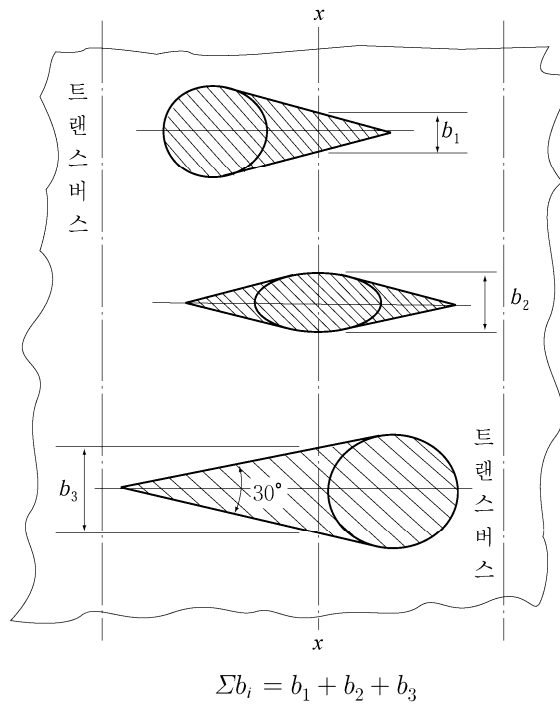 x
트랜스버스
b₁
b₂
트랜스버스
b₃
30°
x
Σbᵢ = b₁ + b₂ + b₃